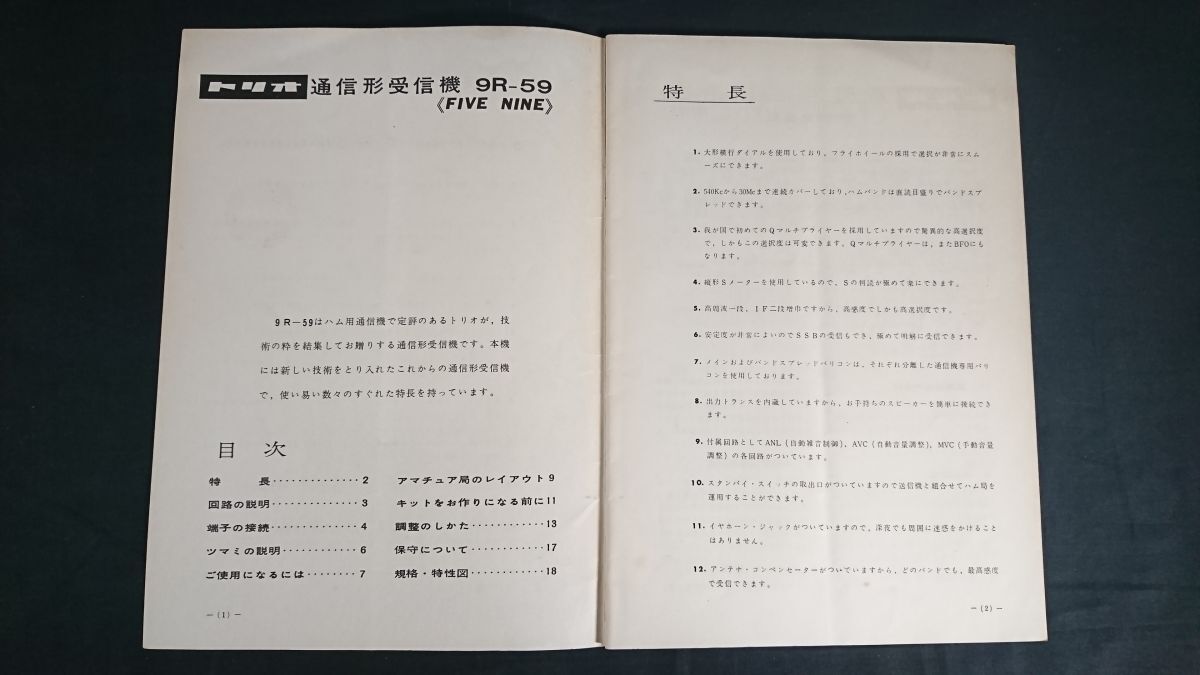 トリオ 通信形受信機 9R-59
《FIVE NINE》
9R−59はハム用通信機で定評のあるトリオが，技
術の粋を結集してお贈りする通信形受信機です。本機
には新しい技術をとり入れたこれからの通信形受信機
で，使い易い数々のすぐれた特長を持っています。
目次
特長··············2
回路の説明············3
端子の接続············4
ツマミの説明············6
ご使用になるには········7
アマチュア局のレイアウト9
キットをお作りになる前に11
調整のしかた············13
保守について············17
規格・特性図············18
−(1)−
特長
1. 大形横行ダイアルを使用しており、フライホイールの採用で選択が非常にスム
ーズにできます。
2. 540Kcから30Mcまで連続カバーしており,ハムバンドは直読目盛りでバンドスプ
レッドできます。
3. 我が国で初めてのQマルチプライヤーを採用していますので驚異的な高選択度
で，しかもこの選択度は可変できます。Qマルチプライヤーは，またBFOにも
なります。
4. 縦形Sメーターを使用しているので、Sの判読が極めて楽にできます。
5. 高周波一段、IF二段増巾ですから、高感度でしかも高選択度です。
6. 安定度が非常によいのでSSBの受信もでき，極めて明瞭に受信できます。
7. メインおよびバンドスプレッドバリコンは、それぞれ分離した通信機専用バリ
コンを使用しております。
8. 出力トランスを内蔵していますから、お手持ちのスピーカーを簡単に接続でき
ます。
9. 付属回路としてANL (自動雑音制御)、AVC (自動音量調整)、MVC (手動音量
調整) の各回路がついています。
10. スタンバイ・スイッチの取出口がついていますので送信機と組合せてハム局を
運用することができます。
11. イヤホーン・ジャックがついていますので、深夜でも周囲に迷惑をかけること
はありません。
12. アンテナ・コンペンセーターがついていますから、どのバンドでも、最高感度
で受信できます。
−(2)−